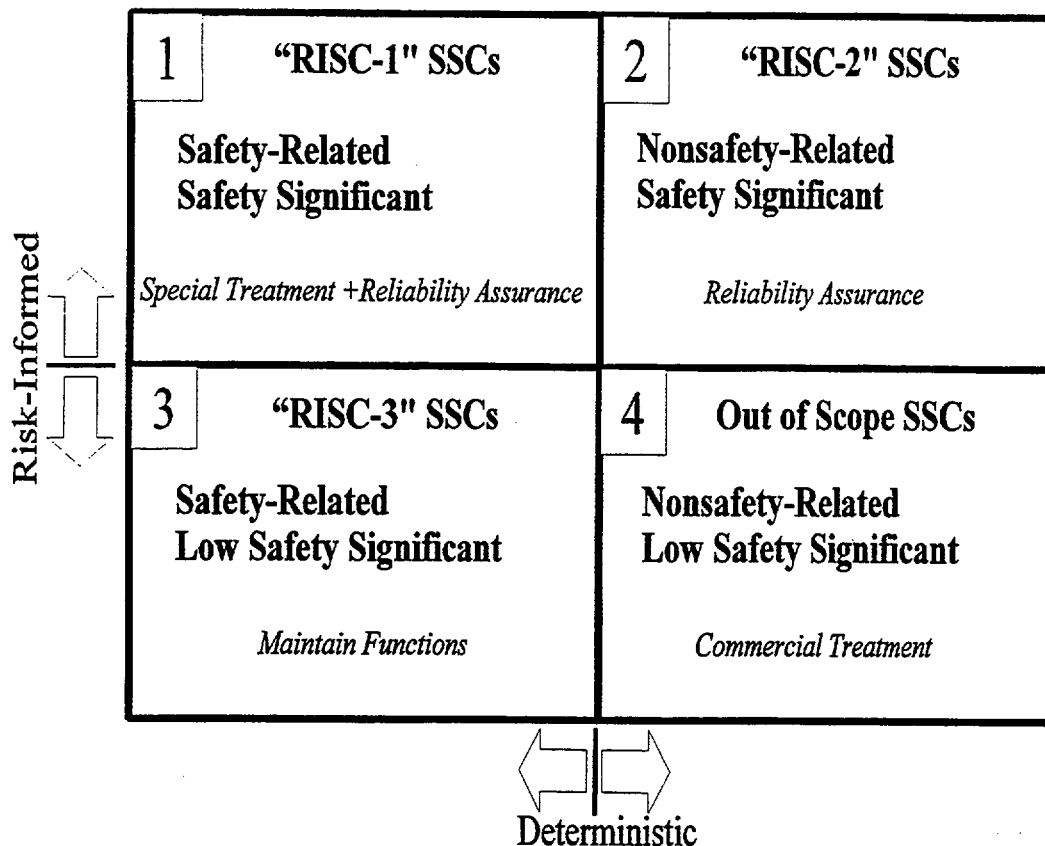 1
“RISC-1" SSCs
Safety-Related
Safety Significant
Special Treatment +Reliability Assurance
2
“RISC-2" SSCs
Nonsafety-Related
Safety Significant
Reliability Assurance
Risk-Informed
3
“RISC-3" SSCs
Safety-Related
Low Safety Significant
Maintain Functions
4
Out of Scope SSCs
Nonsafety-Related
Low Safety Significant
Commercial Treatment
Deterministic